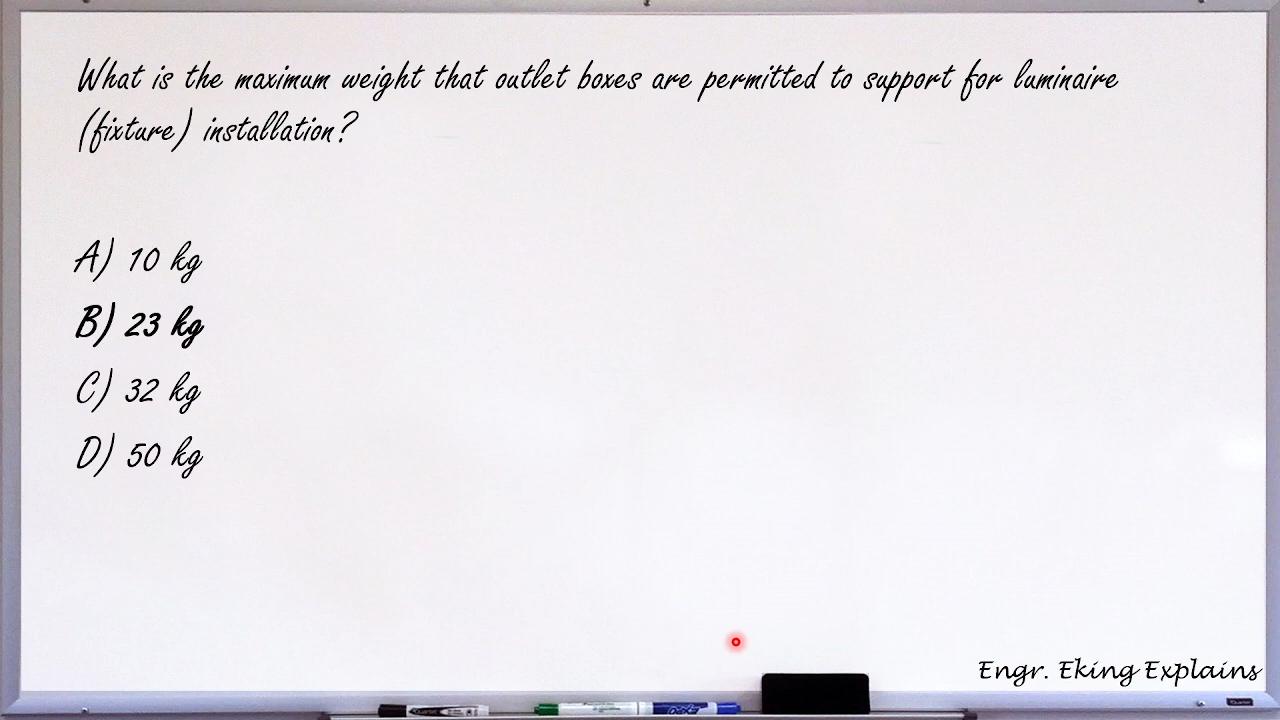 What is the maximum weight that outlet boxes are permitted to support for luminaire
(fixture) installation?
A) 10 kg
B) 23 kg
C) 32 kg
D) 50 kg
Engr. Eking Explains